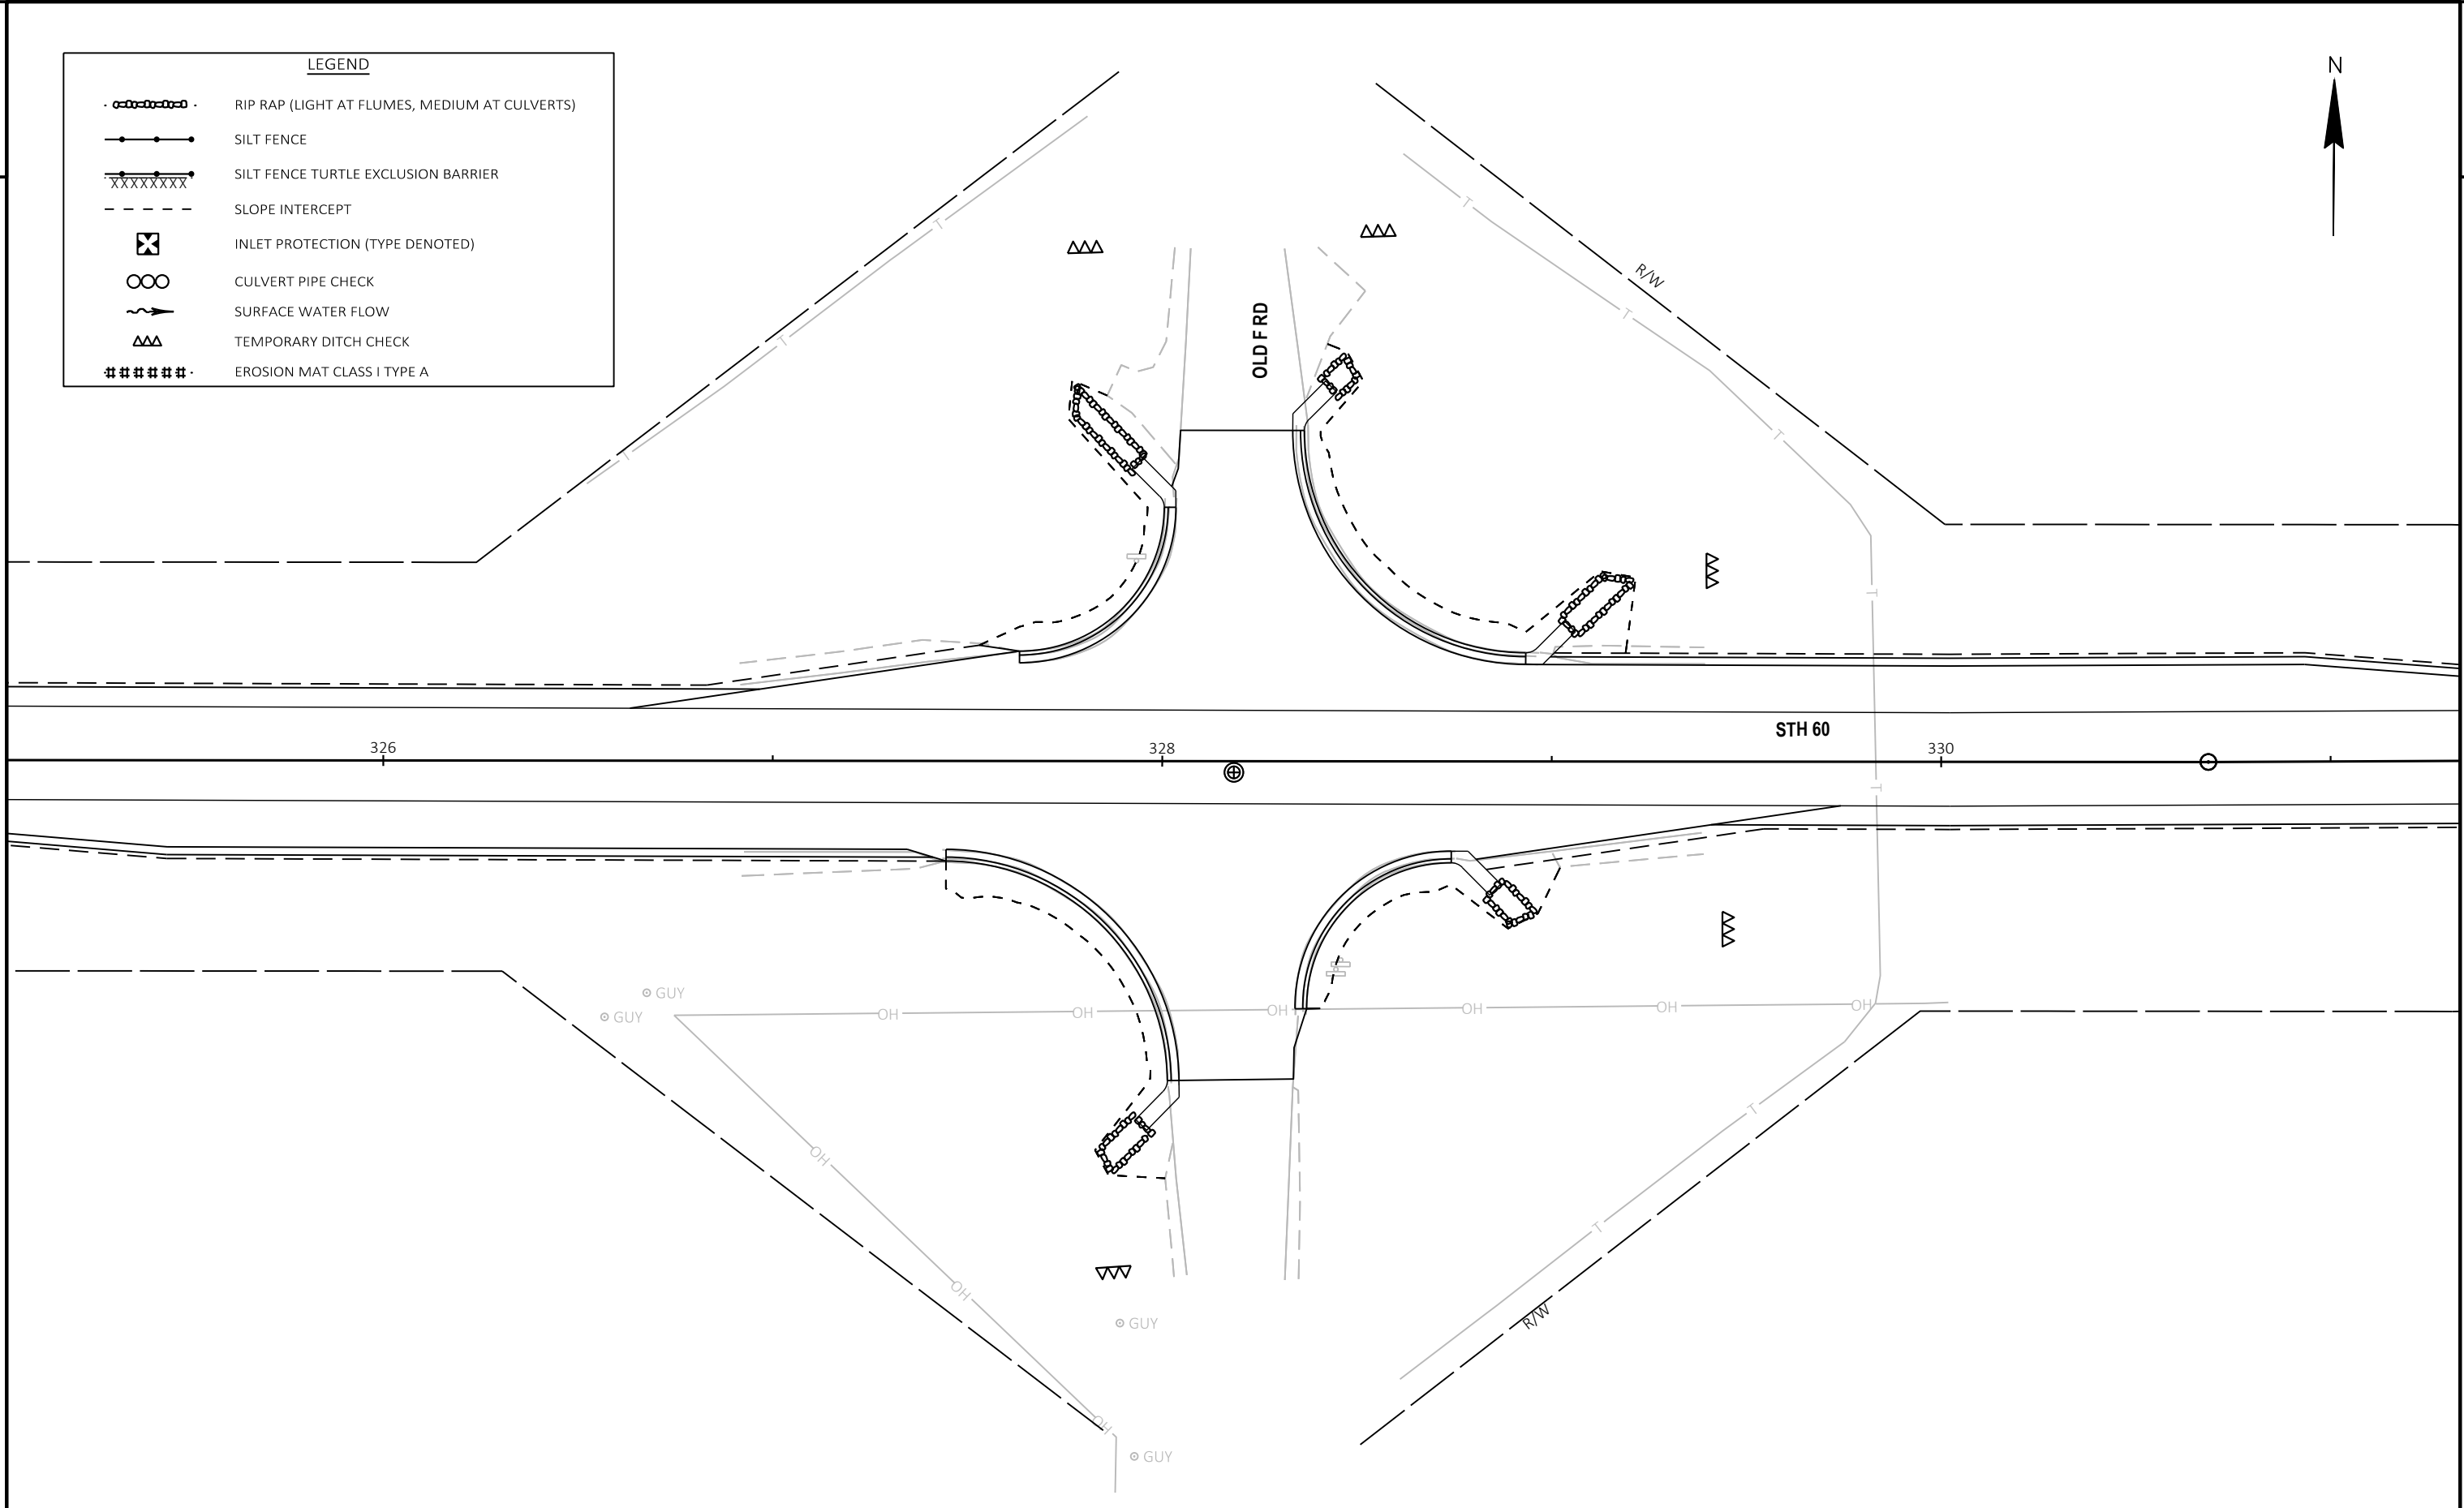 LEGEND
RIP RAP (LIGHT AT FLUMES, MEDIUM AT CULVERTS)
SILT FENCE
SILT FENCE TURTLE EXCLUSION BARRIER
XXXXXXXX
SLOPE INTERCEPT
INLET PROTECTION (TYPE DENOTED)
CULVERT PIPE CHECK
SURFACE WATER FLOW
TEMPORARY DITCH CHECK
EROSION MAT CLASS I TYPE A
N
T
T
T
T
T
T
T
R/W
OLD F RD
T
STH 60
326
328
330
T
GUY
GUY
OH
OH
OH
OH
OH
OH
T
OH
T
OH
R/W
GUY
OH
GUY